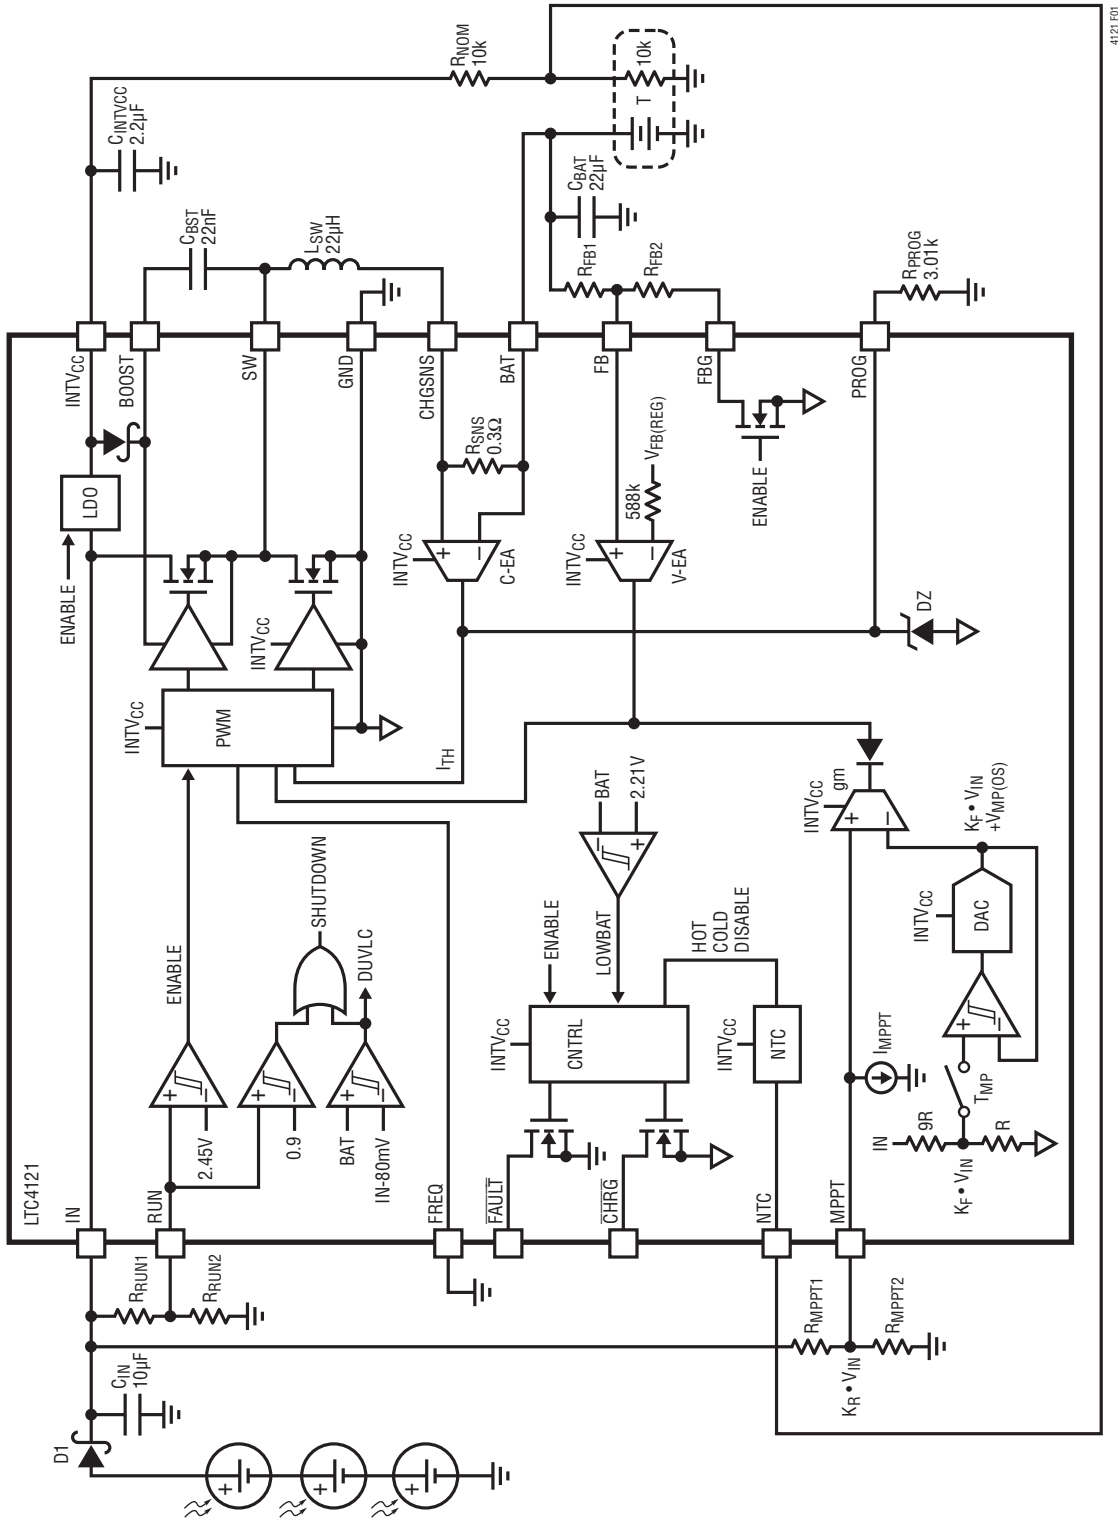 LTC4121
D1
CIN
10µF
RRUN1
RRUN2
IN
RUN
ENABLE
LDO
INTVCC
BOOST
SW
GND
CHGSNS
BAT
FB
FBG
PROG
CINTVCC
2.2µF
CBST
22nF
LSW
22µH
RNOM
10k
T
10k
CBAT
22µF
RFB1
RFB2
RPROG
3.01k
INTVCC
PWM
INTVCC
ENABLE
2.45V
0.9
BAT
IN-80mV
SHUTDOWN
DUVLC
ITH
INTVCC
C-EA
RSNS
0.3Ω
INTVCC
V-EA
588k
VFB(REG)
ENABLE
DZ
FREQ
FAULT
CHRG
NTC
MPPT
INTVCC
CNTRL
ENABLE
LOWBAT
BAT
2.21V
INTVCC
NTC
HOT
COLD
DISABLE
RMPPT1
RMPPT2
KR • VIN
IMPPT
INTVCC
gm
KF • VIN
+VMP(OS)
INTVCC
DAC
TMP
IN
9R
R
KF • VIN
4121 F01